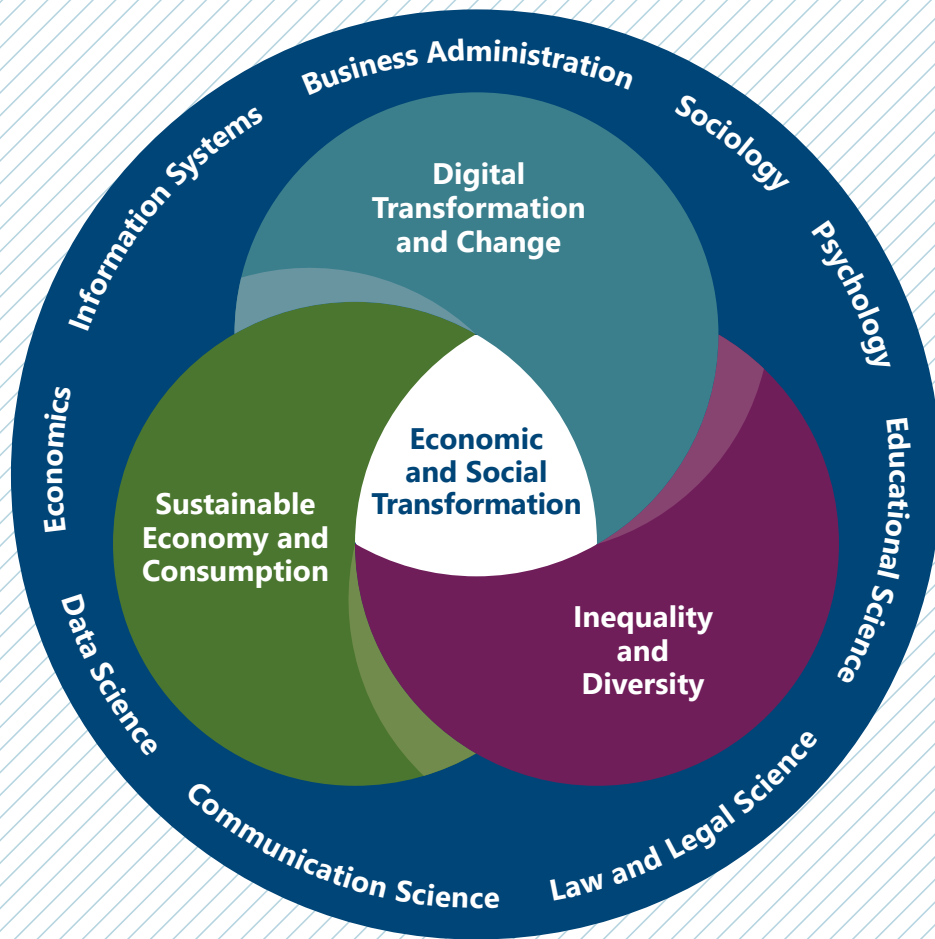 Business Administration
Sociology
Psychology
Educational Science
Law and Legal Science
Communication Science
Data Science
Economics
Information Systems
Digital
Transformation
and Change
Economic
and Social
Transformation
Sustainable
Economy and
Consumption
Inequality
and
Diversity